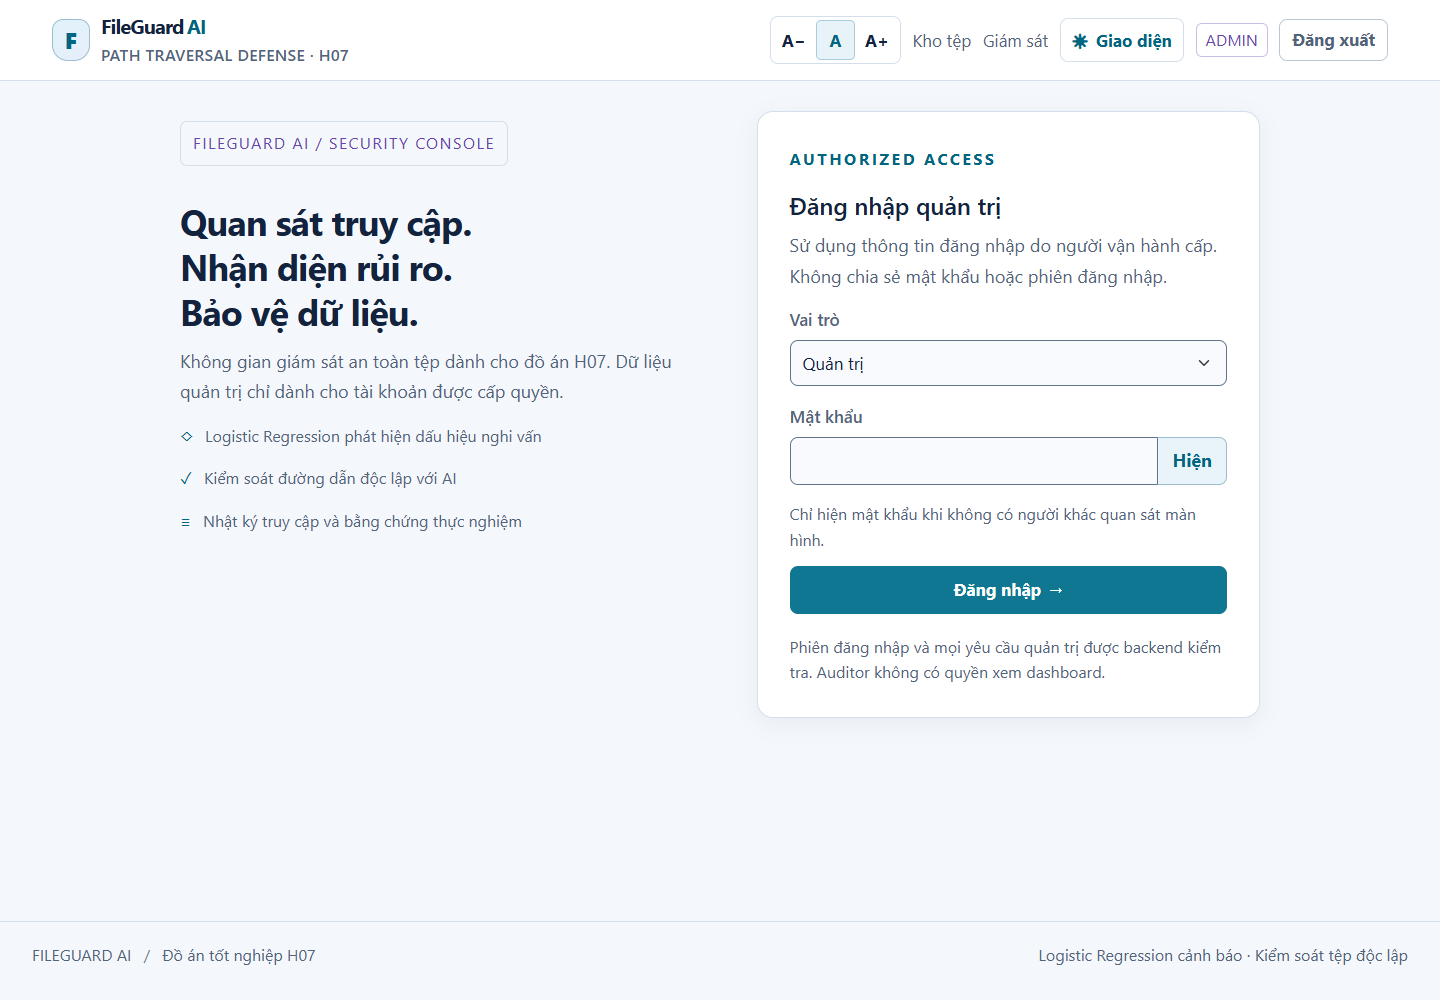 F
FileGuard AI
PATH TRAVERSAL DEFENSE · H07
A− A A+ Kho tệp Giám sát Giao diện ADMIN Đăng xuất
FILEGUARD AI / SECURITY CONSOLE
Quan sát truy cập.
Nhận diện rủi ro.
Bảo vệ dữ liệu.
Không gian giám sát an toàn tệp dành cho đồ án H07. Dữ liệu
quản trị chỉ dành cho tài khoản được cấp quyền.
◇ Logistic Regression phát hiện dấu hiệu nghi vấn
✓ Kiểm soát đường dẫn độc lập với AI
≡ Nhật ký truy cập và bằng chứng thực nghiệm
AUTHORIZED ACCESS
Đăng nhập quản trị
Sử dụng thông tin đăng nhập do người vận hành cấp.
Không chia sẻ mật khẩu hoặc phiên đăng nhập.
Vai trò
Quản trị
Mật khẩu
Hiện
Chỉ hiện mật khẩu khi không có người khác quan sát màn
hình.
Đăng nhập →
Phiên đăng nhập và mọi yêu cầu quản trị được backend kiểm
tra. Auditor không có quyền xem dashboard.
FILEGUARD AI / Đồ án tốt nghiệp H07
Logistic Regression cảnh báo · Kiểm soát tệp độc lập